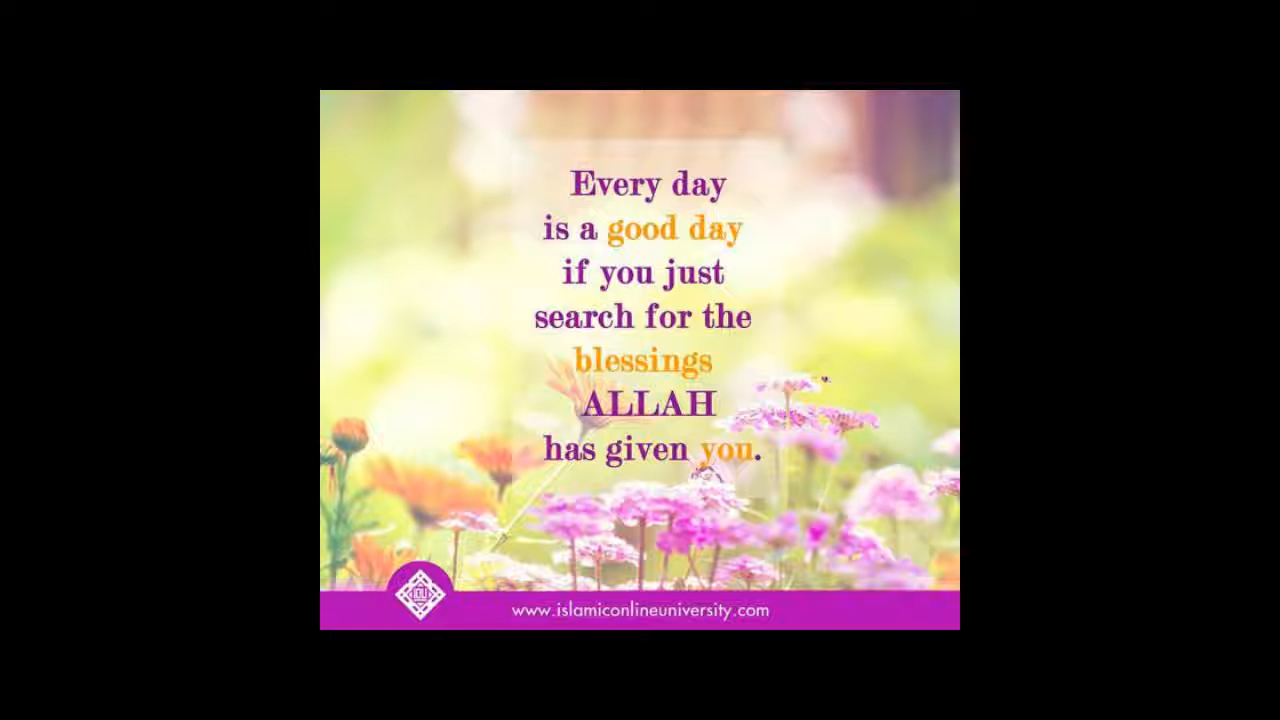 Every day
is a good day
if you just
search for the
blessings
ALLAH
has given you.
IOU
www.islamiconlineuniversity.com